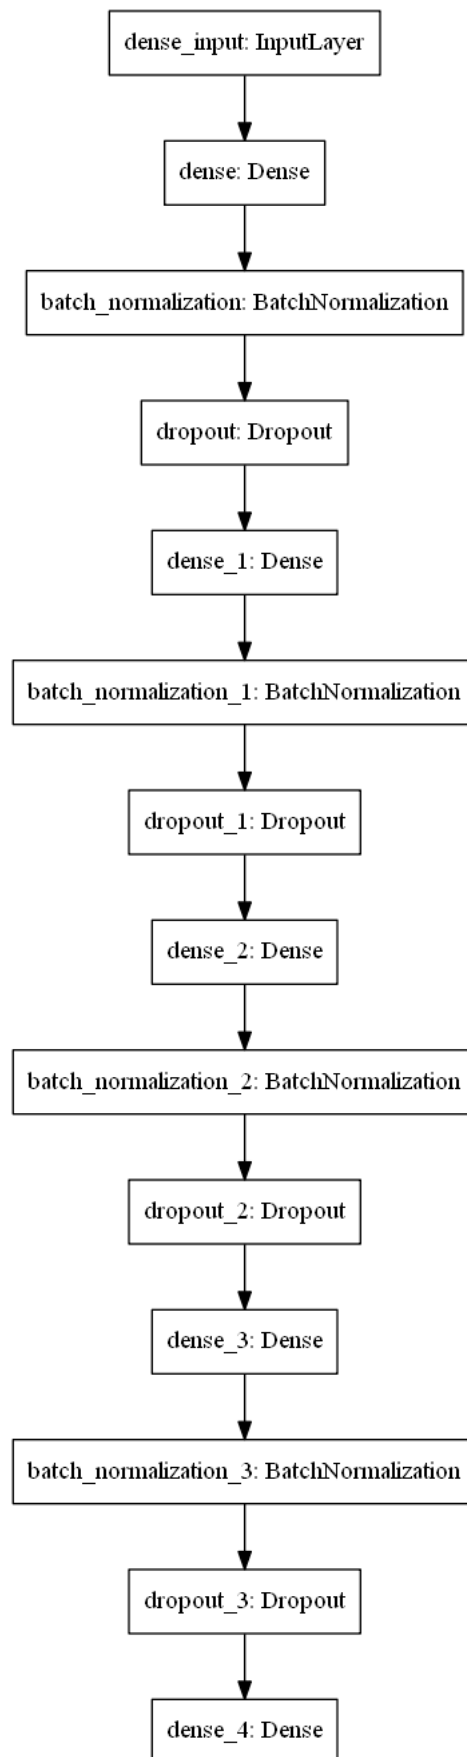 dense_input: InputLayer
dense: Dense
batch_normalization: BatchNormalization
dropout: Dropout
dense_1: Dense
batch_normalization_1: BatchNormalization
dropout_1: Dropout
dense_2: Dense
batch_normalization_2: BatchNormalization
dropout_2: Dropout
dense_3: Dense
batch_normalization_3: BatchNormalization
dropout_3: Dropout
dense_4: Dense